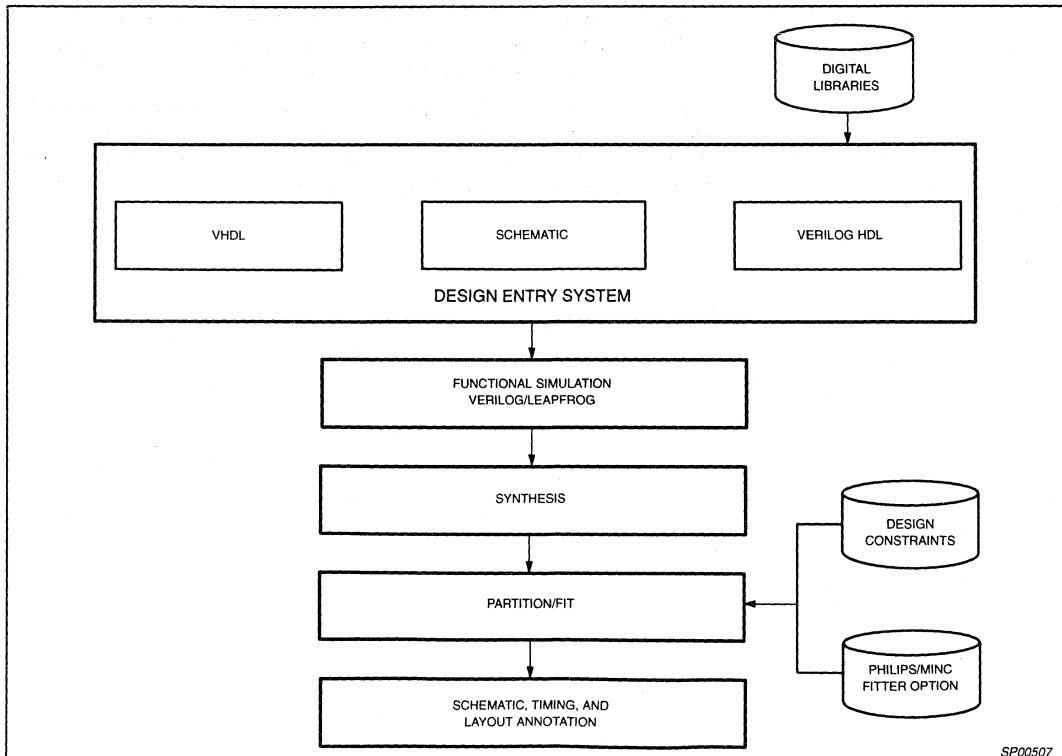 DIGITAL
LIBRARIES
VHDL
SCHEMATIC
VERILOG HDL
DESIGN ENTRY SYSTEM
FUNCTIONAL SIMULATION
VERILOG/LEAPFROG
SYNTHESIS
DESIGN
CONSTRAINTS
PARTITION/FIT
PHILIPS/MINC
FITTER OPTION
SCHEMATIC, TIMING, AND
LAYOUT ANNOTATION
SP00507